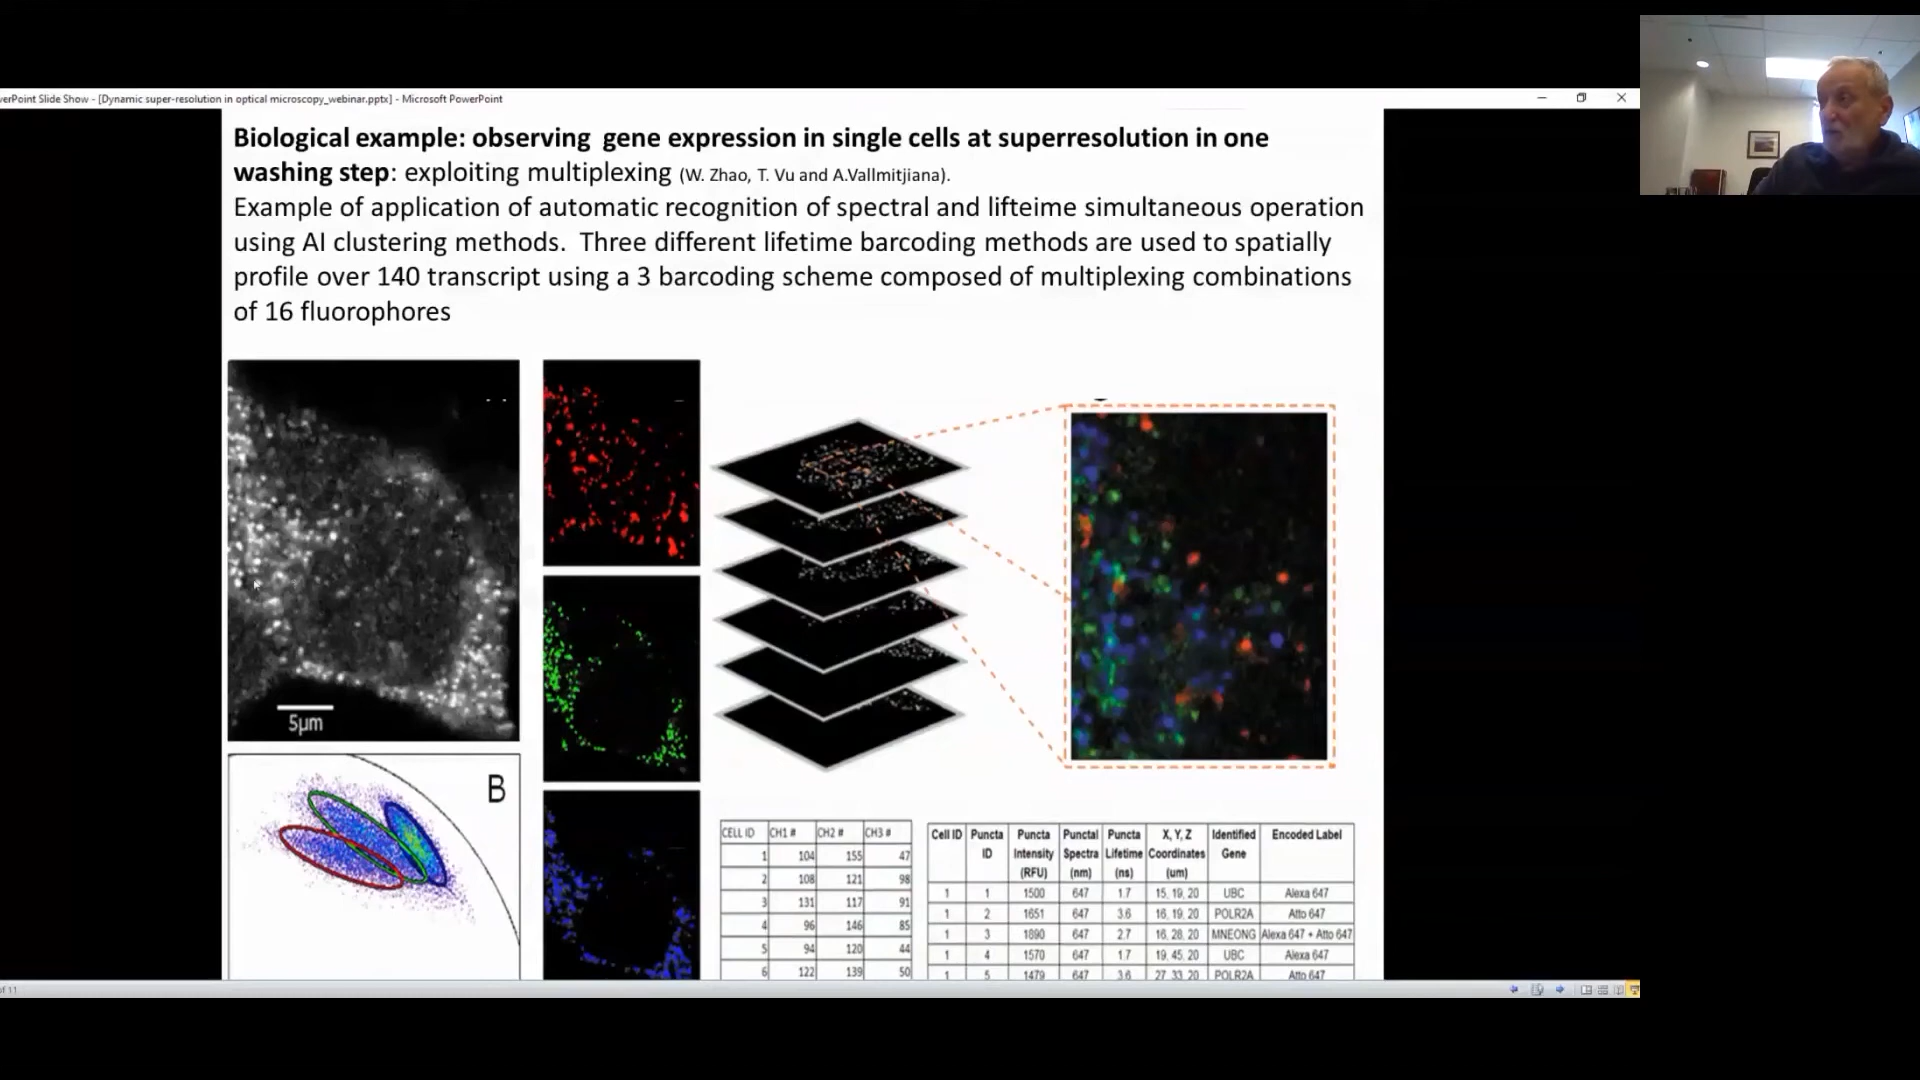 verPoint Slide Show - [Dynamic super-resolution in optical microscopy_webinar.pptx] - Microsoft PowerPoint
Biological example: observing gene expression in single cells at superresolution in one
washing step: exploiting multiplexing (W. Zhao, T. Vu and A.Vallmitjiana).
Example of application of automatic recognition of spectral and lifteime simultaneous operation
using AI clustering methods. Three different lifetime barcoding methods are used to spatially
profile over 140 transcript using a 3 barcoding scheme composed of multiplexing combinations
of 16 fluorophores
5µm
B
CELL ID CH1 # CH2 # CH3 #
1 104 155 47
2 108 121 98
3 131 117 91
4 96 146 85
5 94 120 44
6 122 139 50
Cell ID Puncta Puncta Punctal Puncta X, Y, Z Identified Encoded Label
ID Intensity Spectra Lifetime Coordinates Gene
(RFU) (nm) (ns) (um)
1 1 1500 647 1.7 15, 19, 20 UBC Alexa 647
1 2 1651 647 3.6 16, 19, 20 POLR2A Atto 647
1 3 1890 647 2.7 16, 28, 20 MNEONG Alexa 647 + Atto 647
1 4 1570 647 1.7 19, 45, 20 UBC Alexa 647
1 5 1479 647 3.6 27, 33, 20 POLR2A Atto 647
of 11